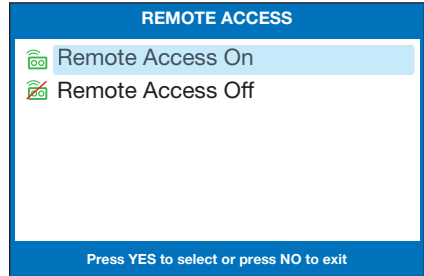 REMOTE ACCESS
Remote Access On
Remote Access Off
Press YES to select or press NO to exit